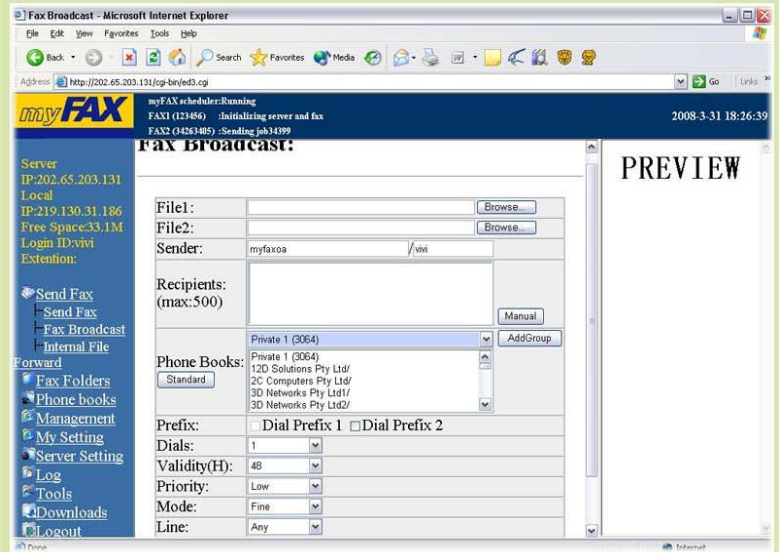 Fax Broadcast - Microsoft Internet Explorer
File Edit View Favorites Tools Help
Back Search Favorites Media
Address http://202.65.203.131/cgi-bin/ed3.cgi Go Links »
myFAX
myFAX scheduler:Running
FAX1 (123456) :Initializing server and fax
FAX2 (34263405) :Sending job34399
2008-3-31 18:26:39
Server
IP:202.65.203.131
Local
IP:219.130.31.186
Free Space:33.1M
Login ID:vivi
Extention:
Send Fax
Send Fax
Fax Broadcast
Internal File
Forward
Fax Folders
Phone books
Management
My Setting
Server Setting
Log
Tools
Downloads
Logout
Fax Broadcast:
File1: Browse...
File2: Browse...
Sender: myfaxoa /vivi
Recipients:
(max:500)
Manual
Phone Books:
Standard
Private 1 (3064)
AddGroup
Private 1 (3064)
12D Solutions Pty Ltd/
2C Computers Pty Ltd/
3D Networks Pty Ltd1/
3D Networks Pty Ltd2/
Prefix: Dial Prefix 1 Dial Prefix 2
Dials: 1
Validity(H): 48
Priority: Low
Mode: Fine
Line: Any
PREVIEW
Done
Internet